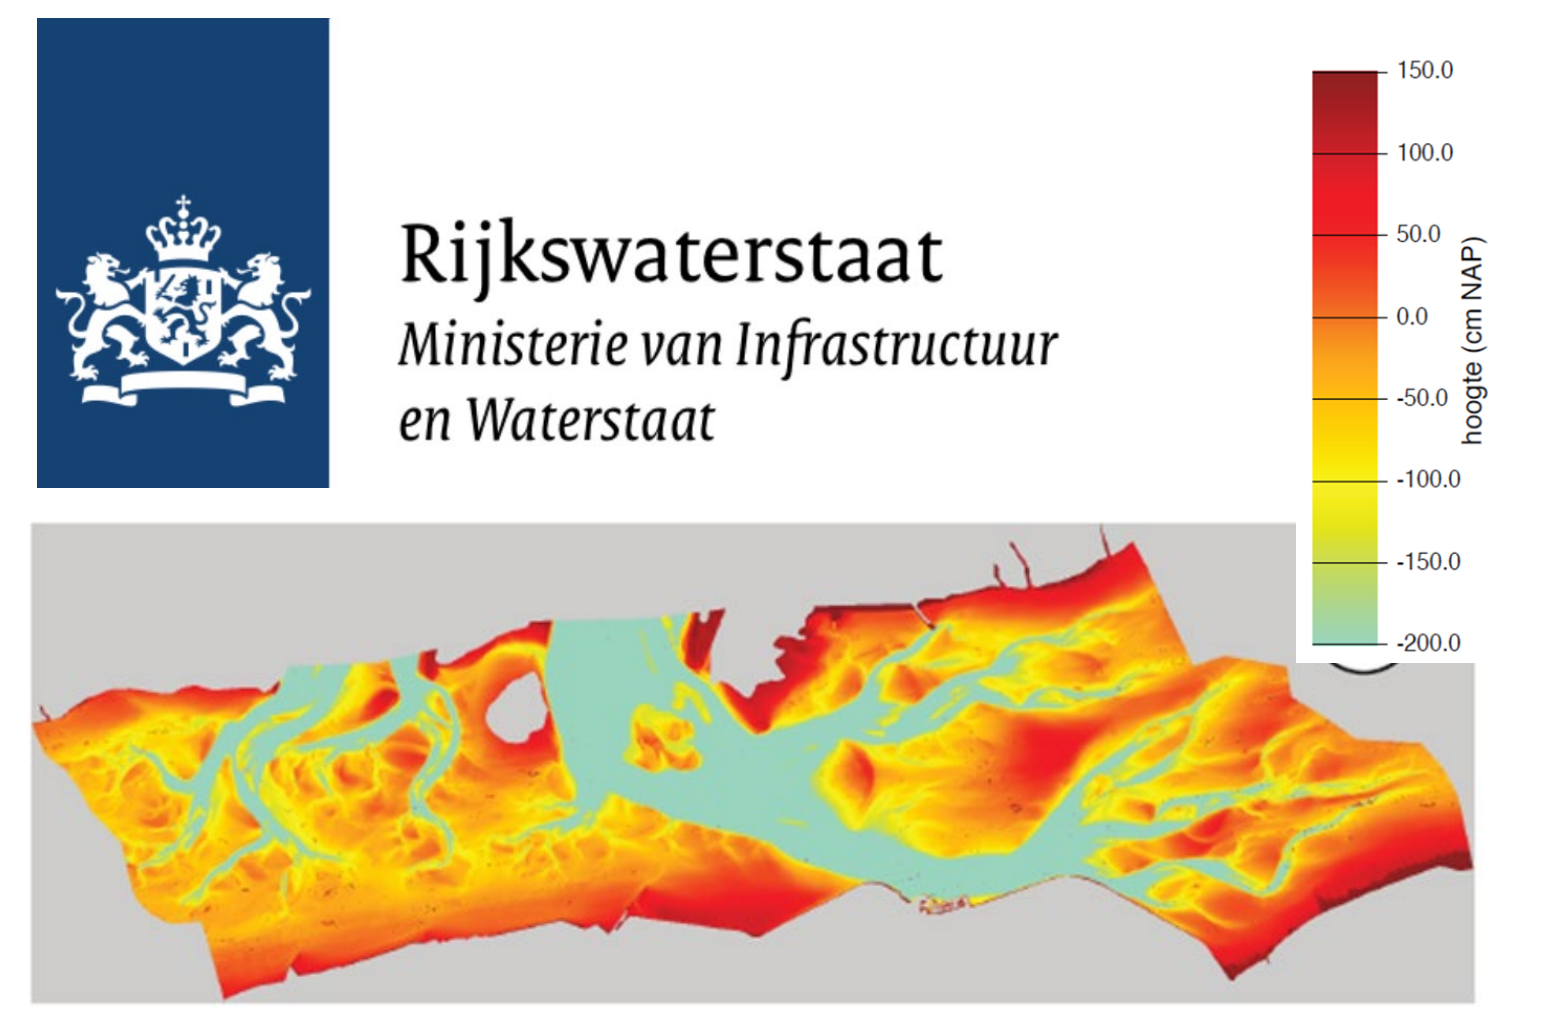 Rijkswaterstaat
Ministerie van Infrastructuur
en Waterstaat
150.0
100.0
50.0
0.0
-50.0
-100.0
-150.0
-200.0
hoogte (cm NAP)